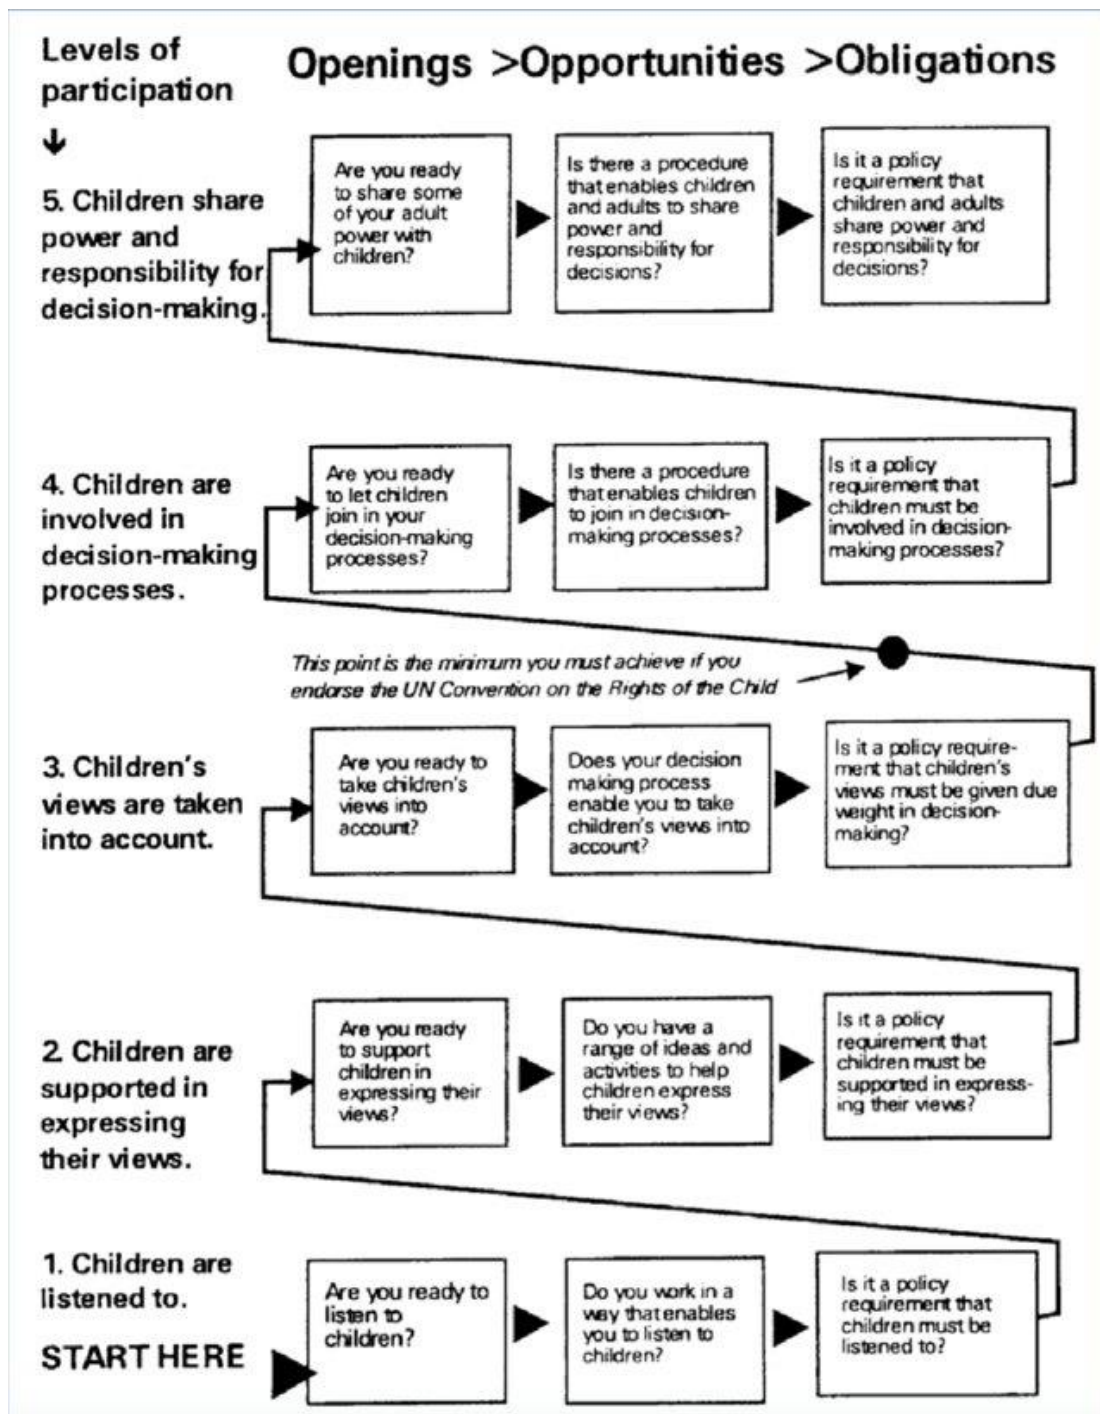 Levels of
participation
Openings >Opportunities >Obligations
5. Children share
power and
responsibility for
decision-making.
Are you ready
to share some
of your adult
power with
children?
Is there a procedure
that enables children
and adults to share
power and
responsibility for
decisions?
Is it a policy
requirement that
children and adults
share power and
responsibility for
decisions?
4. Children are
involved in
decision-making
processes.
Are you ready
to let children
join in your
decision-making
processes?
Is there a procedure
that enables children
to join in decision-
making processes?
Is it a policy
requirement that
children must be
involved in decision-
making processes?
This point is the minimum you must achieve if you
endorse the UN Convention on the Rights of the Child
3. Children's
views are taken
into account.
Are you ready to
take children's
views into
account?
Does your decision
making process
enable you to take
children's views into
account?
Is it a policy require-
ment that children's
views must be given due
weight in decision-
making?
2. Children are
supported in
expressing
their views.
Are you ready
to support
children in
expressing their
views?
Do you have a
range of ideas and
activities to help
children express
their views?
Is it a policy
requirement that
children must be
supported in express-
ing their views?
1. Children are
listened to.
START HERE
Are you ready to
listen to
children?
Do you work in a
way that enables
you to listen to
children?
Is it a policy
requirement that
children must be
listened to?